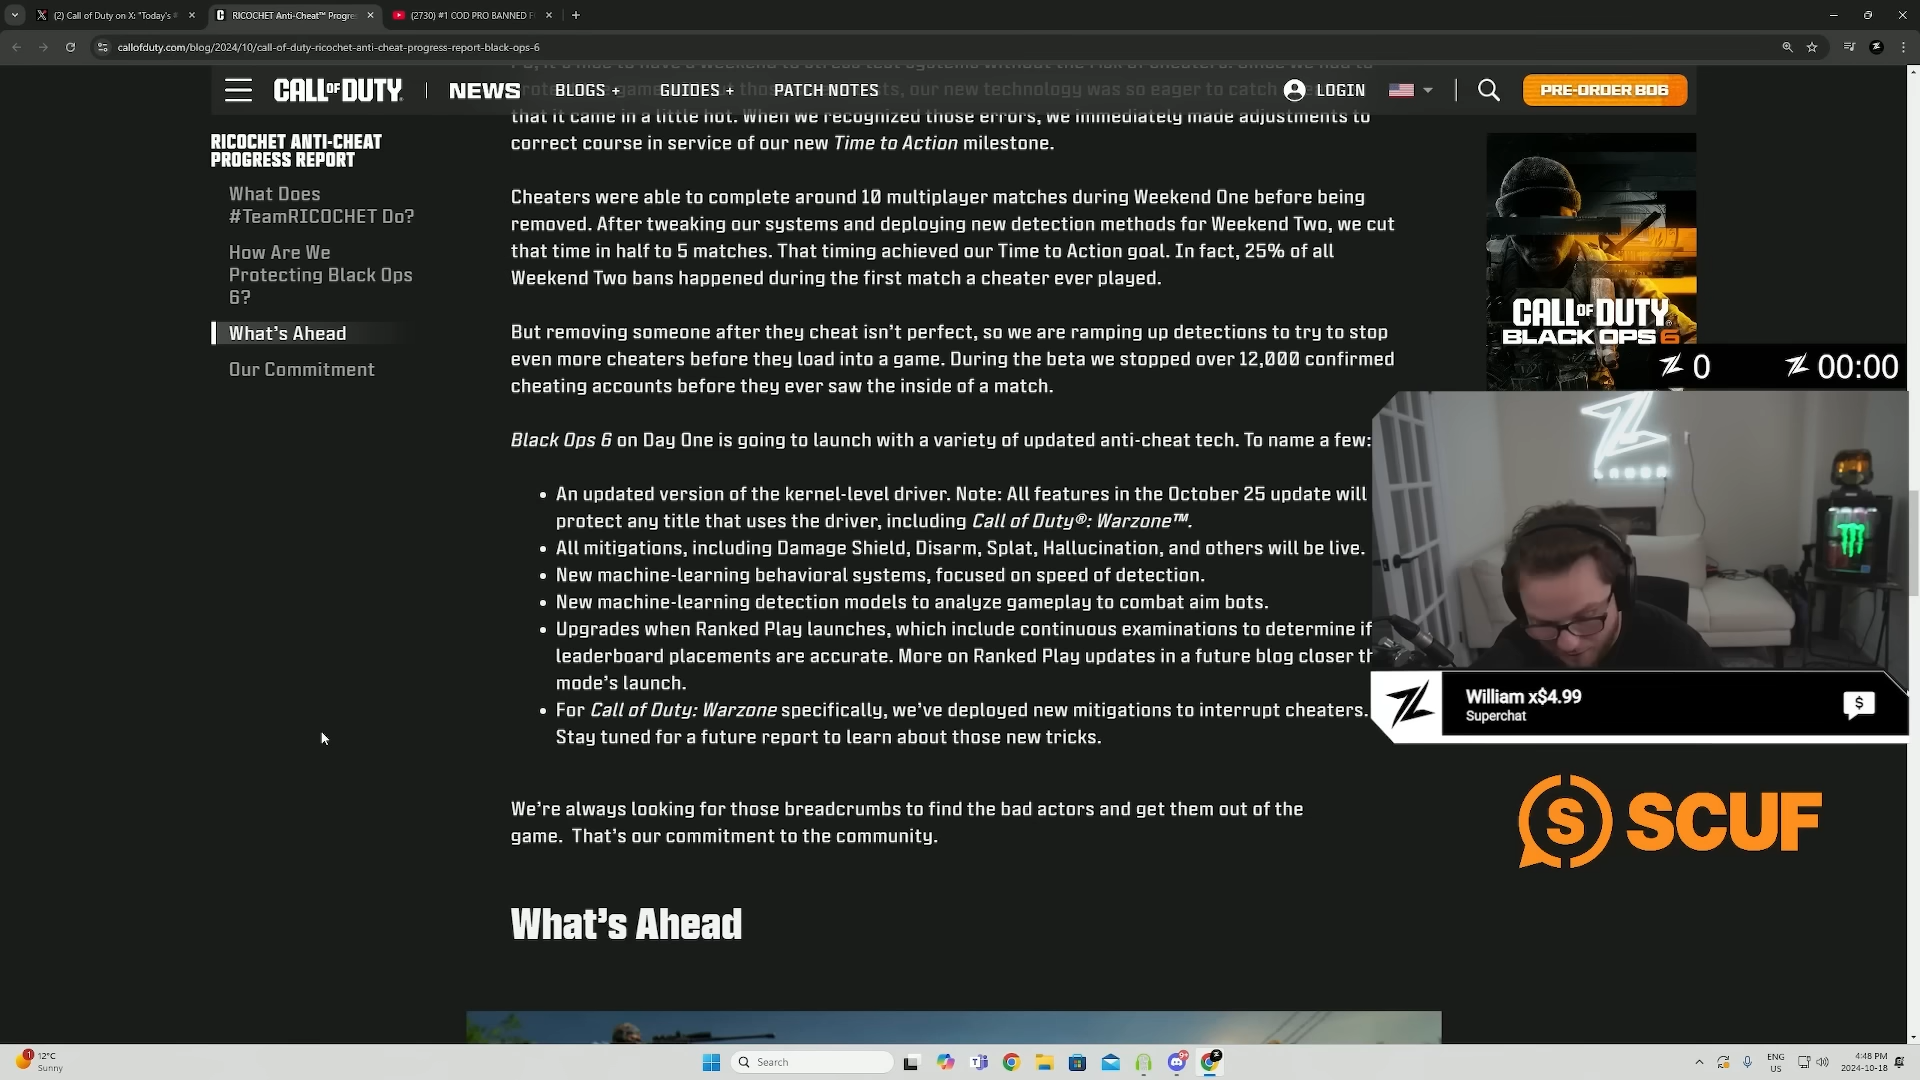 (2) Call of Duty on X: "Today's
RICOCHET Anti-Cheat™ Progre
(2730) #1 COD PRO BANNED F
callofduty.com/blog/2024/10/call-of-duty-ricochet-anti-cheat-progress-report-black-ops-6
CALL OF DUTY
NEWS
BLOGS +
GUIDES +
PATCH NOTES
LOGIN
PRE-ORDER BO6
our new technology was so eager to catch
that it came in a little hot. When we recognized those errors, we immediately made adjustments to
correct course in service of our new Time to Action milestone.
RICOCHET ANTI-CHEAT
PROGRESS REPORT
What Does
#TeamRICOCHET Do?
How Are We
Protecting Black Ops
6?
What's Ahead
Our Commitment
Cheaters were able to complete around 10 multiplayer matches during Weekend One before being
removed. After tweaking our systems and deploying new detection methods for Weekend Two, we cut
that time in half to 5 matches. That timing achieved our Time to Action goal. In fact, 25% of all
Weekend Two bans happened during the first match a cheater ever played.
But removing someone after they cheat isn't perfect, so we are ramping up detections to try to stop
even more cheaters before they load into a game. During the beta we stopped over 12,000 confirmed
cheating accounts before they ever saw the inside of a match.
Black Ops 6 on Day One is going to launch with a variety of updated anti-cheat tech. To name a few:
• An updated version of the kernel-level driver. Note: All features in the October 25 update will
protect any title that uses the driver, including Call of Duty®: Warzone™.
• All mitigations, including Damage Shield, Disarm, Splat, Hallucination, and others will be live.
• New machine-learning behavioral systems, focused on speed of detection.
• New machine-learning detection models to analyze gameplay to combat aim bots.
• Upgrades when Ranked Play launches, which include continuous examinations to determine if
leaderboard placements are accurate. More on Ranked Play updates in a future blog closer th
mode's launch.
• For Call of Duty: Warzone specifically, we've deployed new mitigations to interrupt cheaters.
Stay tuned for a future report to learn about those new tricks.
We're always looking for those breadcrumbs to find the bad actors and get them out of the
game. That's our commitment to the community.
What's Ahead
CALL OF DUTY
BLACK OPS 6
0
00:00
William x$4.99
Superchat
$
S SCUF
1
12°C
Sunny
Search
9+
ENG
US
4:48 PM
2024-10-18